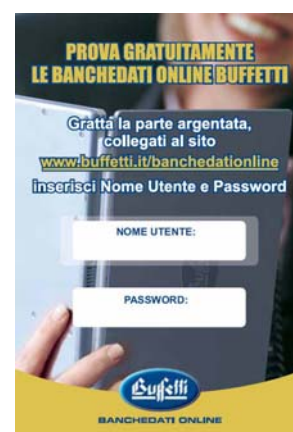 PROVA GRATUITAMENTE
LE BANCHEDATI ONLINE BUFFETTI
Gratta la parte argentata,
collegati al sito
www.buffetti.it/banchedationline
inserisci Nome Utente e Password
NOME UTENTE:
PASSWORD:
Buffetti
BANCHEDATI ONLINE